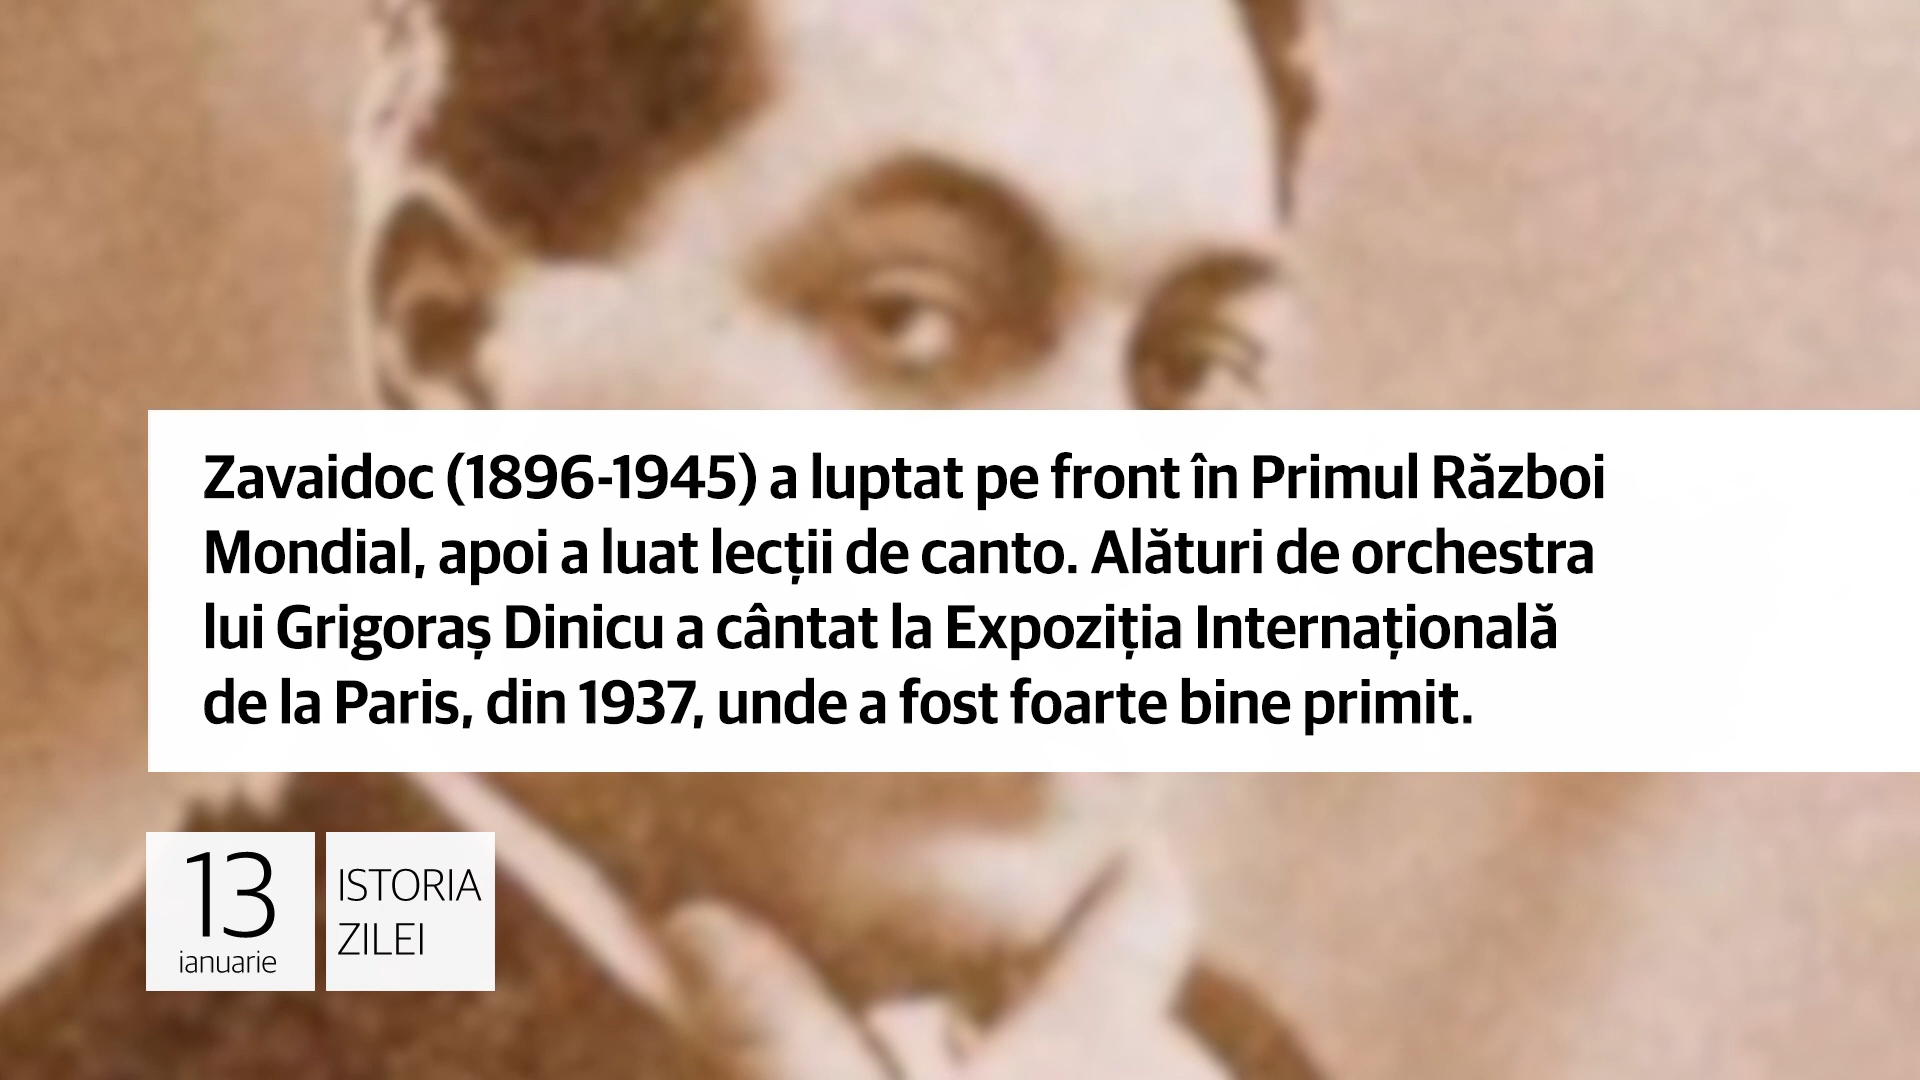 Zavaidoc (1896-1945) a luptat pe front în Primul Război
Mondial, apoi a luat lecții de canto. Alături de orchestra
lui Grigoraș Dinicu a cântat la Expoziția Internațională
de la Paris, din 1937, unde a fost foarte bine primit.
13
ianuarie
ISTORIA
ZILEI